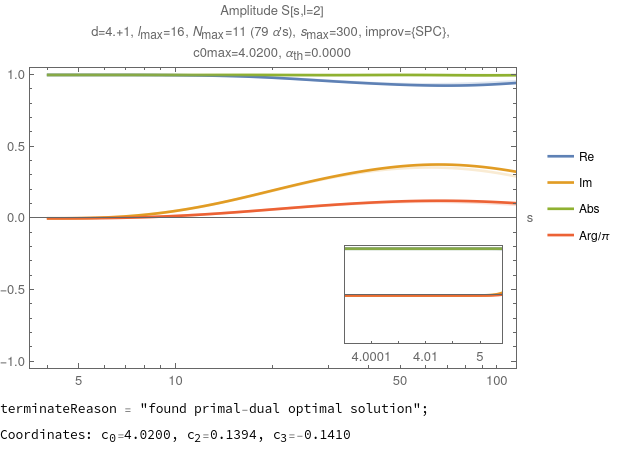 Amplitude S[s,l=2]
d=4.+1, lmax=16, Nmax=11 (79 α's), smax=300, improv={SPC},
c0max=4.0200, αth=0.0000
1.0
0.5
0.0
−0.5
−1.0
5
10
50
100
s
4.0001
4.01
5
Re
Im
Abs
Arg/π
terminateReason = "found primal-dual optimal solution";
Coordinates: c0=4.0200, c2=0.1394, c3=-0.1410